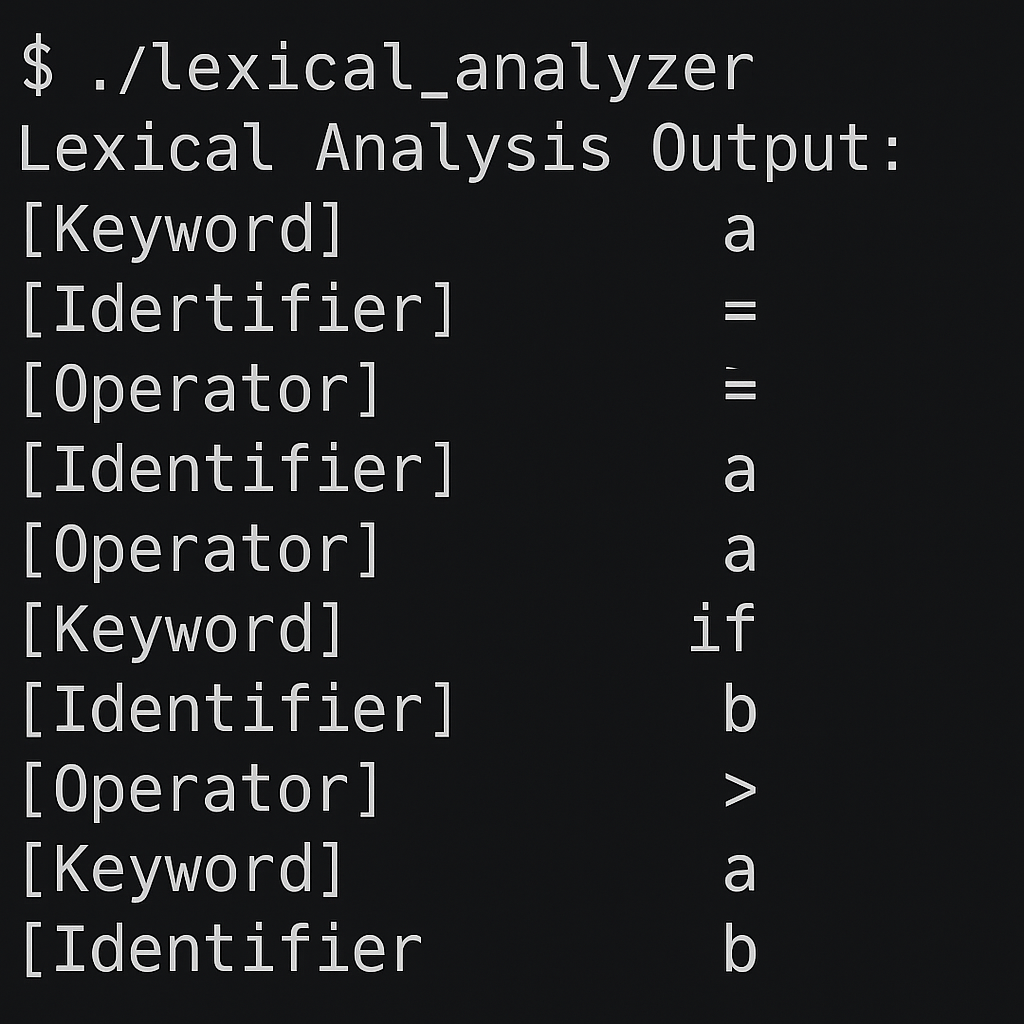 $ ./lexical_analyzer
Lexical Analysis Output:
[Keyword] a
[Idertifier] =
[Operator] =
[Identifier] a
[Operator] a
[Keyword] if
[Identifier] b
[Operator] >
[Keyword] a
[Identifier b